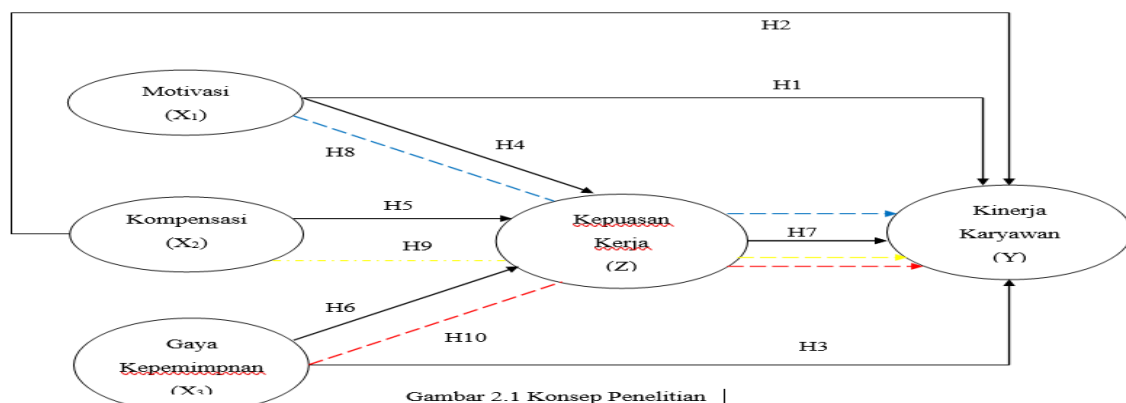 H2
H1
Motivasi
(X₁)
H4
H8
Kompensasi
(X₂)
H5
H9
Kepuasan
Kerja
(Z)
H7
Kinerja
Karyawan
(Y)
H6
H10
Gaya
Kepemimpnan
(X₃)
H3
Gambar 2.1 Konsep Penelitian